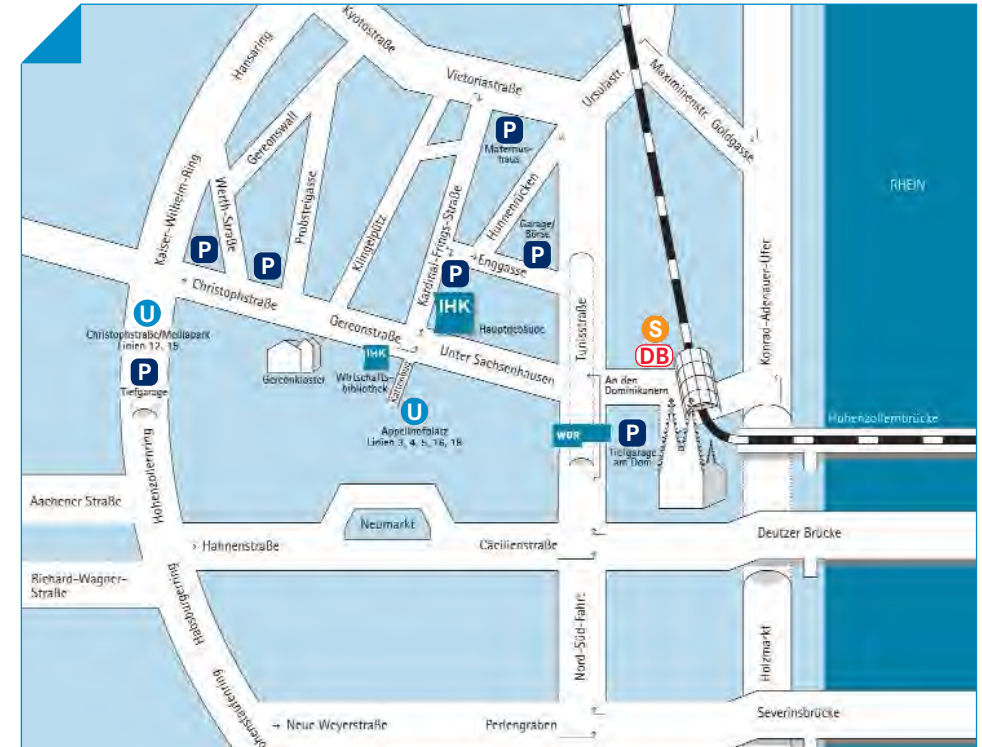 Kyotostraße
Hansaring
Victoriastraße
Ursulastr.
Maximinenstr.
Goldgasse
P
Maternus-
haus
Gereonswall
RHEIN
Kaiser-Wilhelm-Ring
Werth-Straße
Probsteigasse
Klingelpütz
Kardinal-Frings-Straße
Hunnenrücken
Garage/
Börse
P
P
P
P
Enggasse
Christophstraße
IHK
Hauptgebäude
Gereonstraße
Unter Sachsenhausen
Tunisstraße
Konrad-Adenauer-Ufer
U
Christophstraße/Mediapark
Linien 12, 15
P
Tiefgarage
Gereonkloster
IHK
Wirtschafts-
bibliothek
Kattenbug
U
Appellhofplatz
Linien 3, 4, 5, 16, 18
S
DB
An den
Dominikanern
WDR
P
Tiefgarage
am Dom
Hohenzollernbrücke
Hohenzollernring
Aachener Straße
Neumarkt
Hahnenstraße
Cäcilienstraße
Deutzer Brücke
Richard-Wagner-
Straße
Habsburgerring
Nord-Süd-Fahrt
Holzmarkt
ohenstaufenring
Neue Weyerstraße
Perlengraben
Severinsbrücke